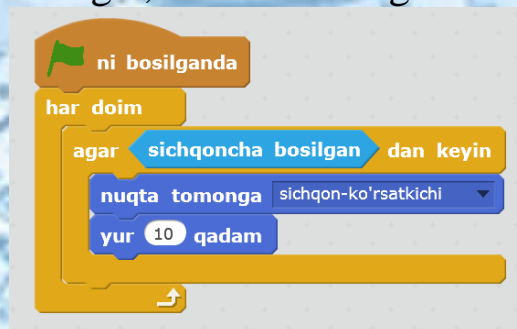 ni bosilganda
har doim
agar sichqoncha bosilgan dan keyin
nuqta tomonga sichqon-ko'rsatkichi
yur 10 qadam